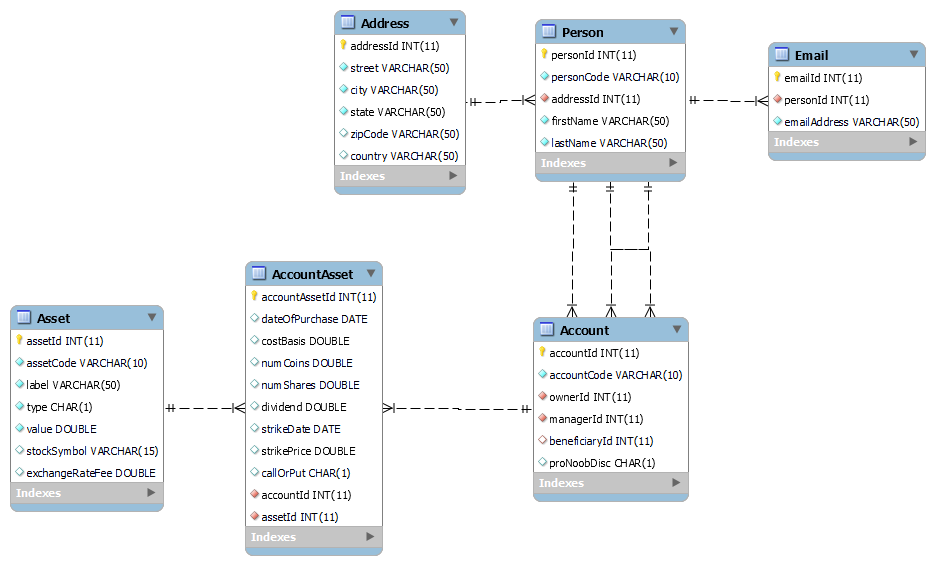 Address
addressId INT(11)
street VARCHAR(50)
city VARCHAR(50)
state VARCHAR(50)
zipCode VARCHAR(50)
country VARCHAR(50)
Indexes
Person
personId INT(11)
personCode VARCHAR(10)
addressId INT(11)
firstName VARCHAR(50)
lastName VARCHAR(50)
Indexes
Email
emailId INT(11)
personId INT(11)
emailAddress VARCHAR(50)
Indexes
Asset
assetId INT(11)
assetCode VARCHAR(10)
label VARCHAR(50)
type CHAR(1)
value DOUBLE
stockSymbol VARCHAR(15)
exchangeRateFee DOUBLE
Indexes
AccountAsset
accountAssetId INT(11)
dateOfPurchase DATE
costBasis DOUBLE
numCoins DOUBLE
numShares DOUBLE
dividend DOUBLE
strikeDate DATE
strikePrice DOUBLE
callOrPut CHAR(1)
accountId INT(11)
assetId INT(11)
Indexes
Account
accountId INT(11)
accountCode VARCHAR(10)
ownerId INT(11)
managerId INT(11)
beneficiaryId INT(11)
proNoobDisc CHAR(1)
Indexes